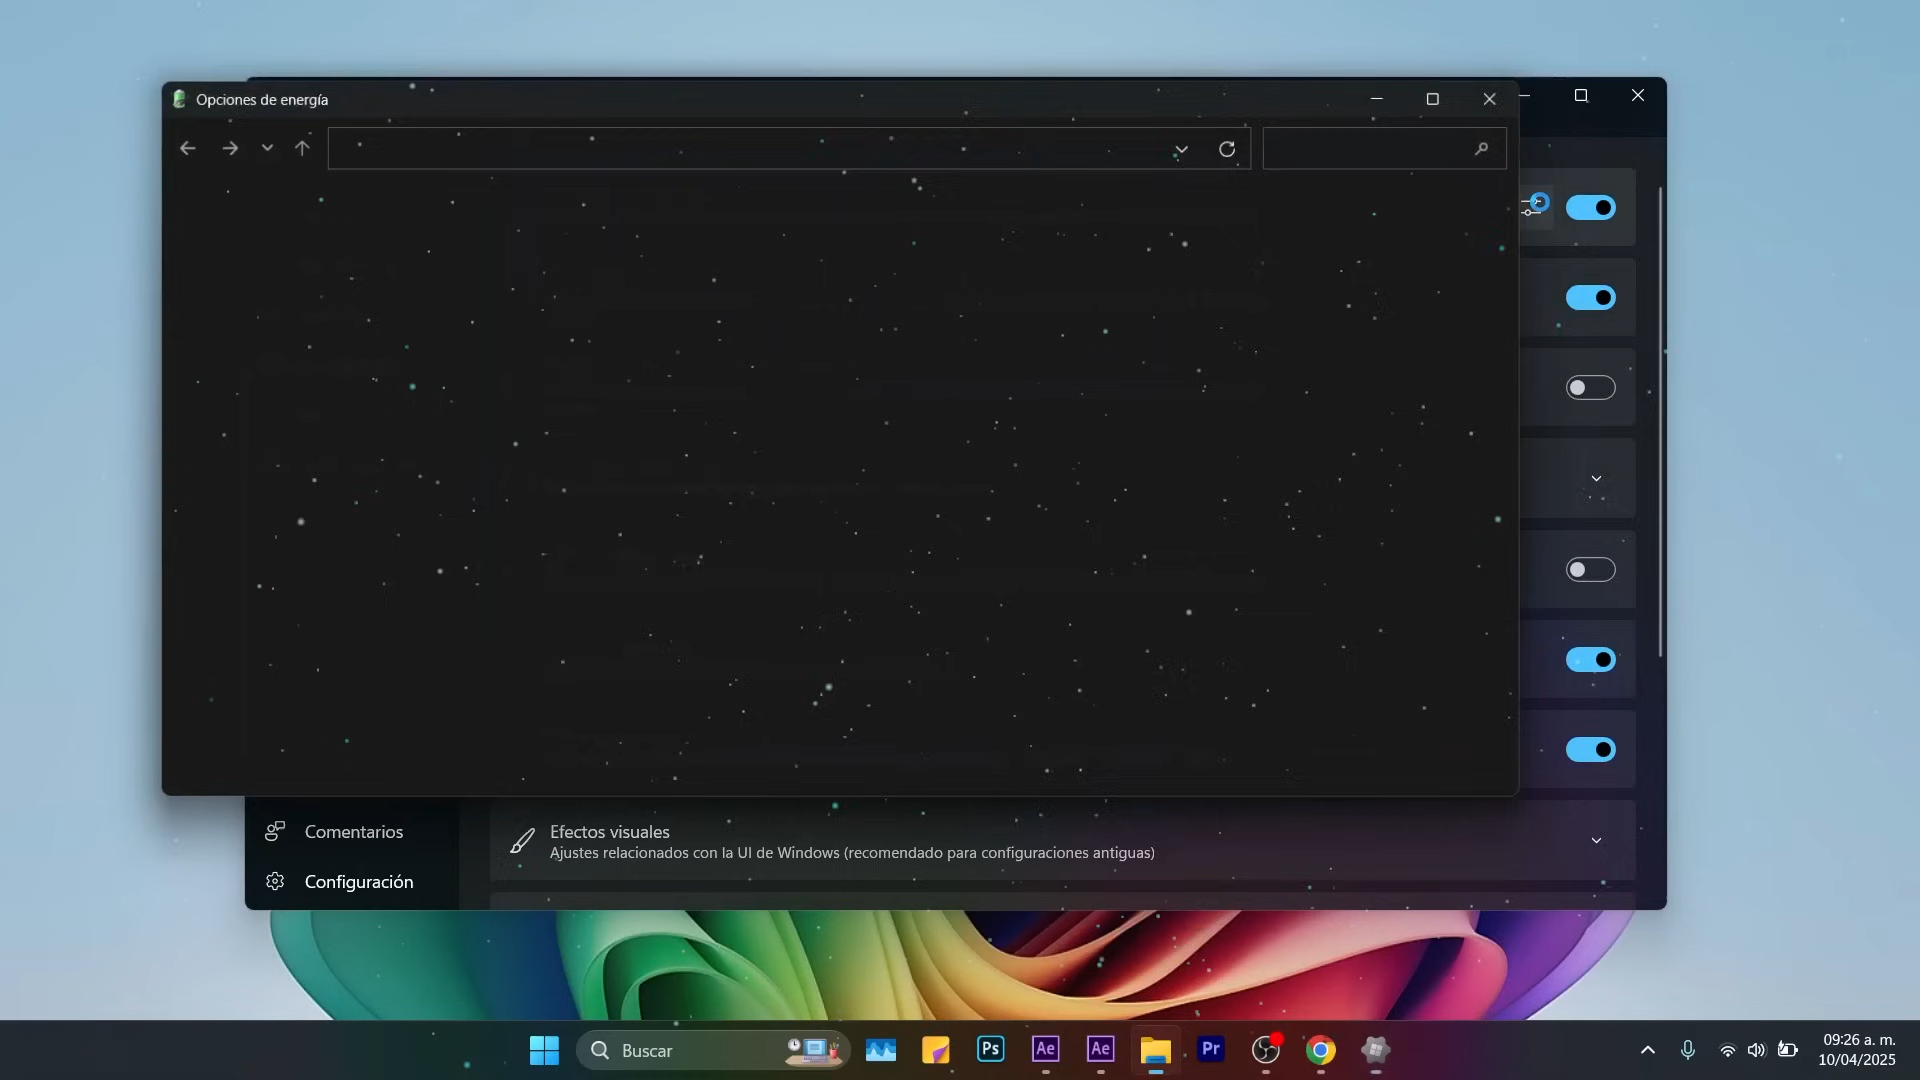 Opciones de energía
Comentarios
Configuración
Efectos visuales
Ajustes relacionados con la UI de Windows (recomendado para configuraciones antiguas)
Buscar
Ps
Ae
Ae
Pr
09:26 a. m.
10/04/2025